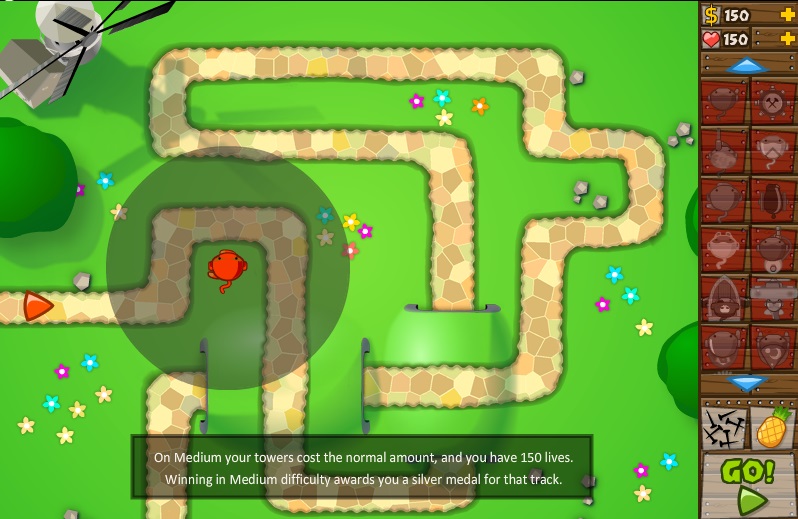 $ 150
150
On Medium your towers cost the normal amount, and you have 150 lives.
Winning in Medium difficulty awards you a silver medal for that track.
GO!